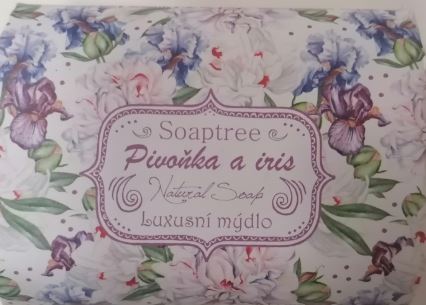 Soaptree
Pivoňka a iris
Natural Soap
Luxusní mýdlo